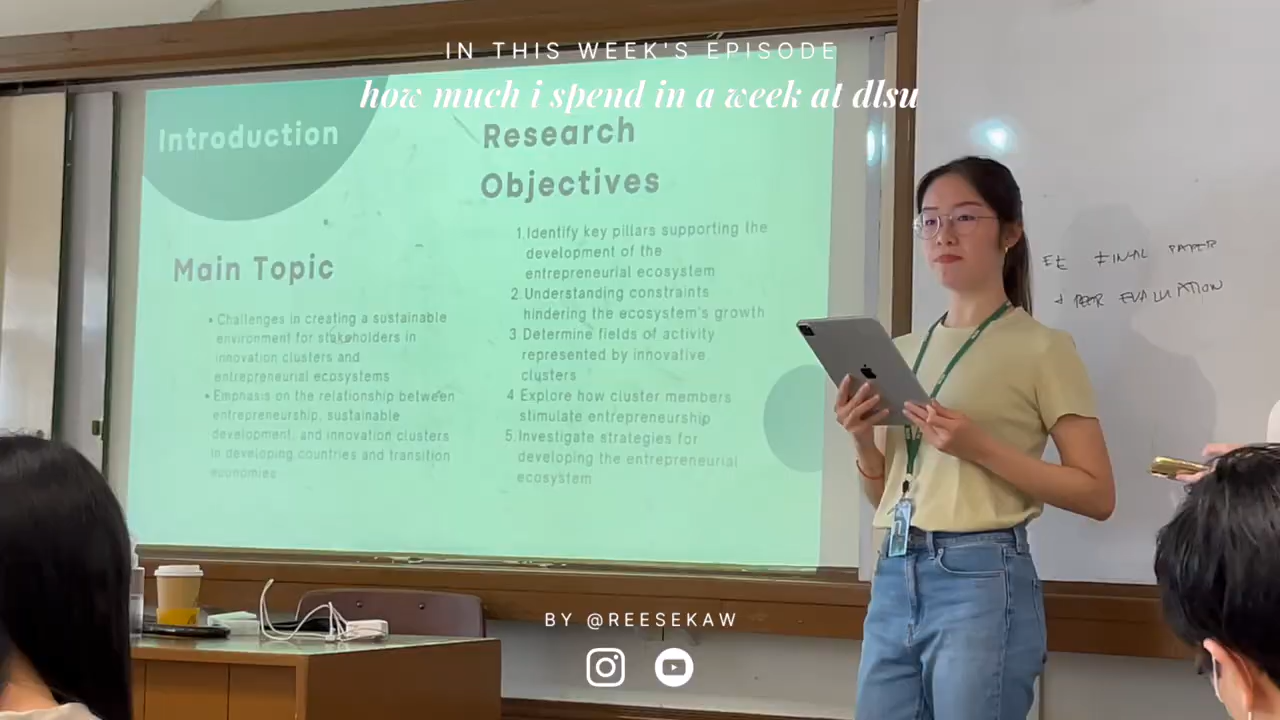 IN THIS WEEK'S EPISODE
how much i spend in a week at dlsu
Introduction
Main Topic
• Challenges in creating a sustainable
environment for stakeholders in
innovation clusters and
entrepreneurial ecosystems
• Emphasis on the relationship between
entrepreneurship, sustainable
development, and innovation clusters
in developing countries and transition
economies
Research
Objectives
1. Identify key pillars supporting the
development of the
entrepreneurial ecosystem
2. Understanding constraints
hindering the ecosystem's growth
3. Determine fields of activity
represented by innovative
clusters
4. Explore how cluster members
stimulate entrepreneurship
5. Investigate strategies for
developing the entrepreneurial
ecosystem
FINAL PAPER
PEER EVALUATION
BY @REESEKAW